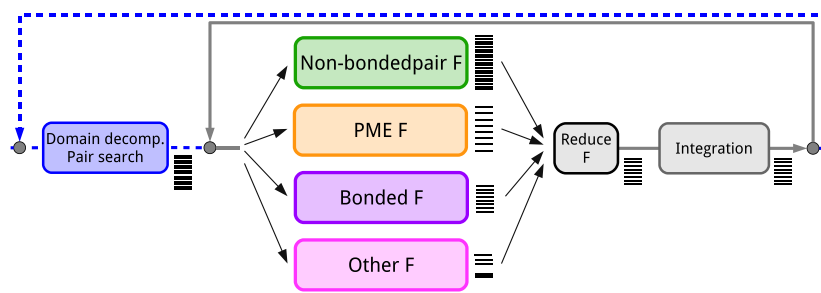 Non-bondedpair F
Domain decomp.
Pair search
PME F
Reduce
F
Integration
Bonded F
Other F